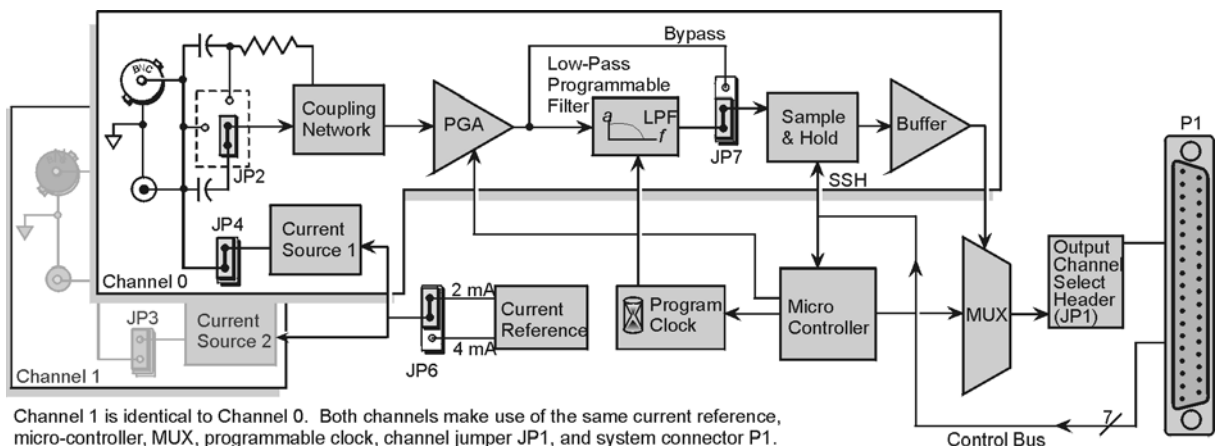 Bypass
Low-Pass
Programmable
Filter
BNC
Coupling
Network
PGA
a
LPF
f
JP7
Sample
& Hold
Buffer
P1
JP2
SSH
JP4
Current
Source 1
Channel 0
Output
Channel
Select
Header
(JP1)
2 mA
Current
Reference
4 mA
JP6
Program
Clock
Micro
Controller
MUX
JP3
Current
Source 2
Channel 1
7
Control Bus
Channel 1 is identical to Channel 0. Both channels make use of the same current reference,
micro-controller, MUX, programmable clock, channel jumper JP1, and system connector P1.